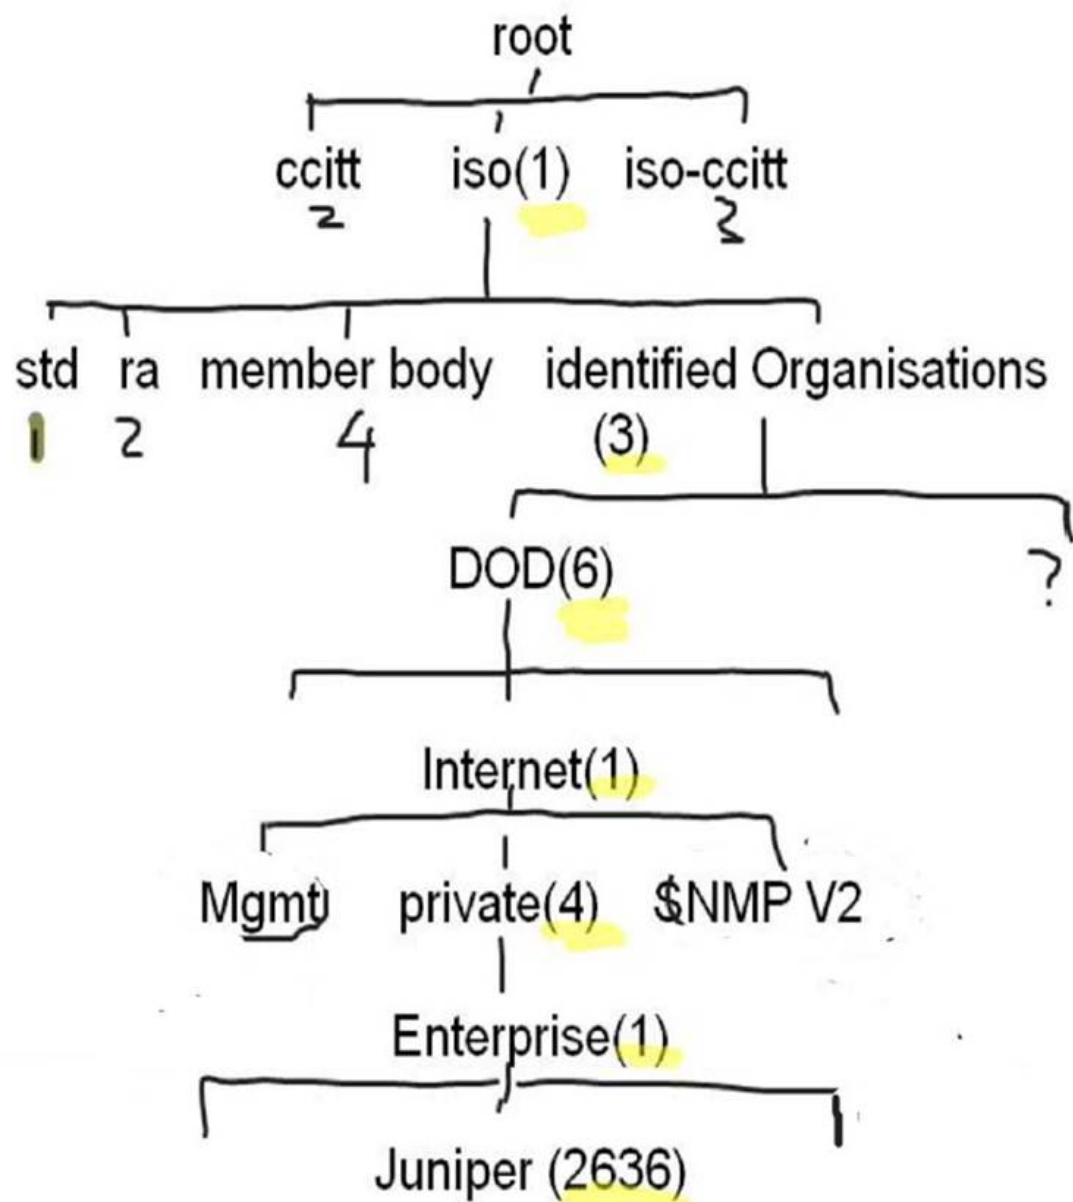 root
ccitt iso(1) iso-ccitt
2 3
std ra member body identified Organisations
1 2 4 (3)
DOD(6) ?
Internet(1)
Mgmt private(4) $NMP V2
Enterprise(1)
Juniper (2636)